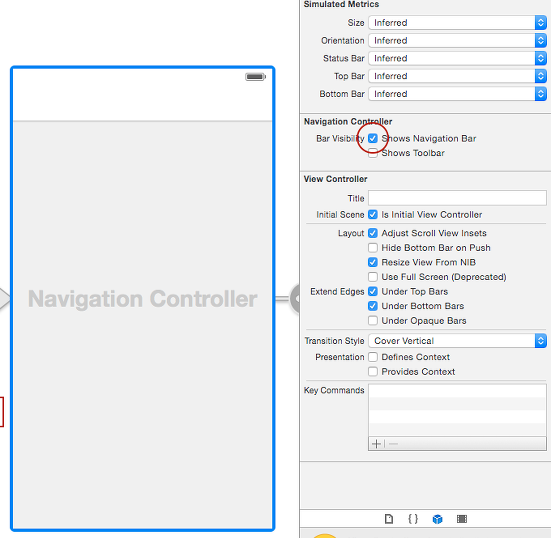 Simulated Metrics
Size Inferred
Orientation Inferred
Status Bar Inferred
Top Bar Inferred
Bottom Bar Inferred
Navigation Controller
Bar Visibility Shows Navigation Bar
Shows Toolbar
View Controller
Title
Initial Scene Is Initial View Controller
Layout Adjust Scroll View Insets
Hide Bottom Bar on Push
Resize View From NIB
Use Full Screen (Deprecated)
Extend Edges Under Top Bars
Under Bottom Bars
Under Opaque Bars
Transition Style Cover Vertical
Presentation Defines Context
Provides Context
Key Commands
Navigation Controller